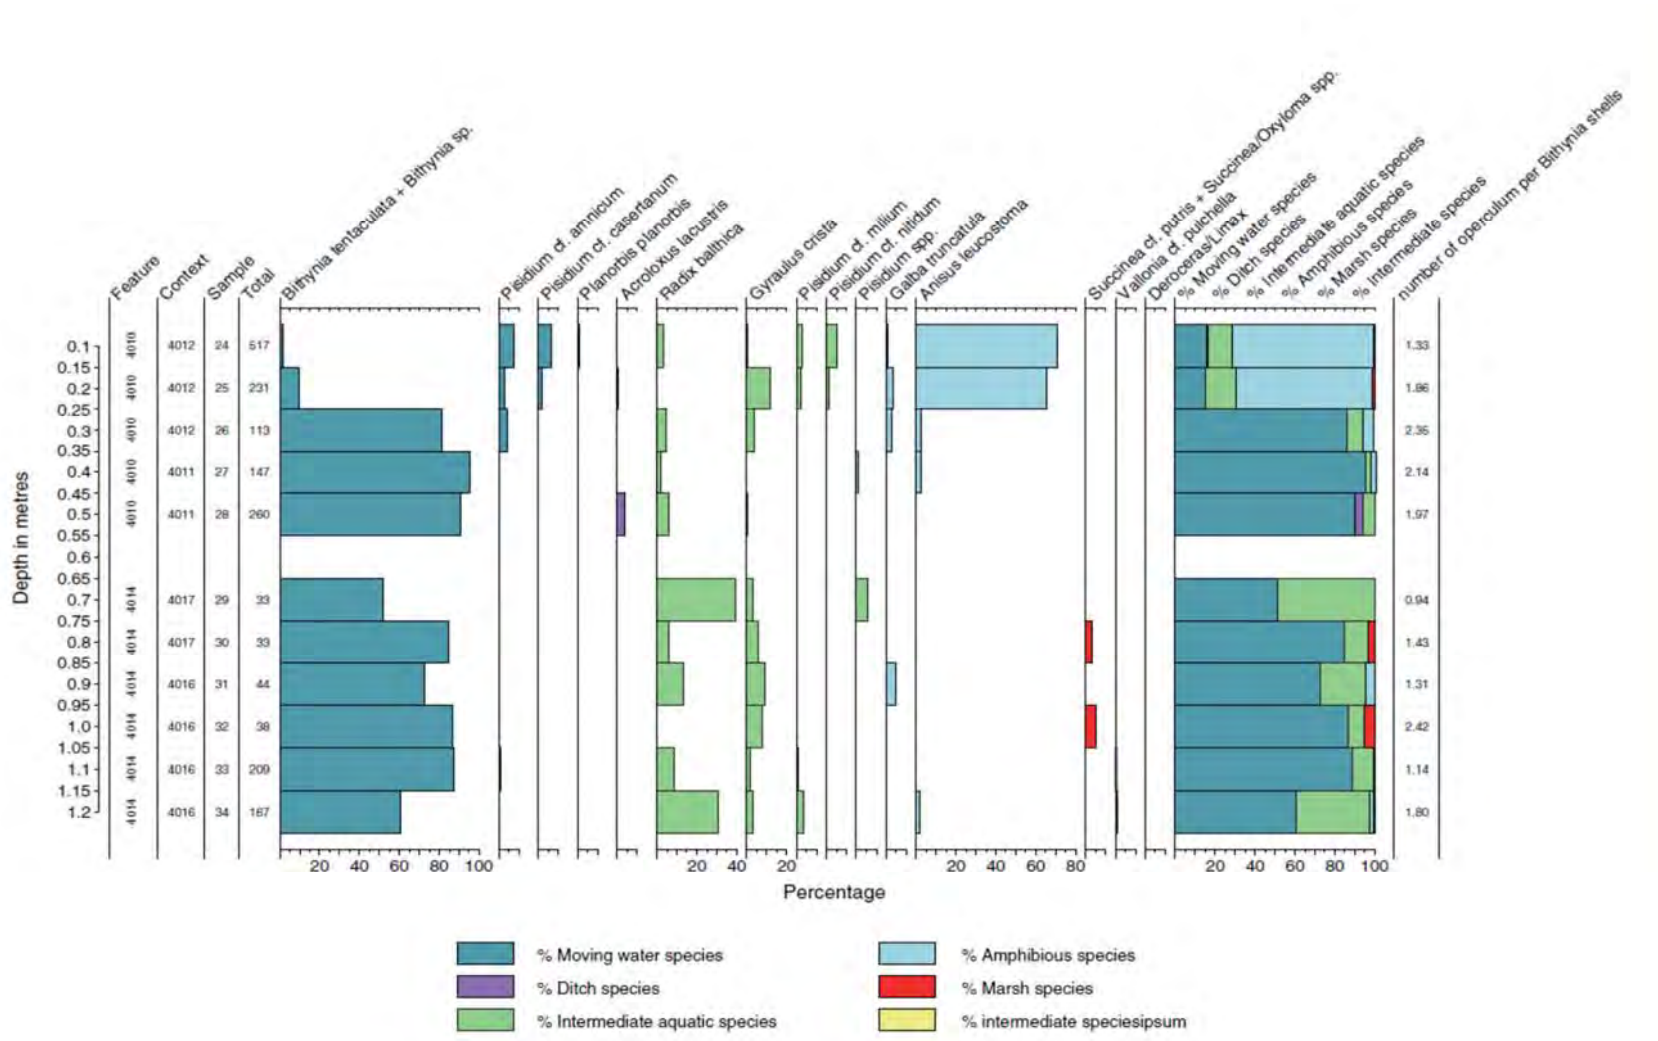 Feature
Context
Sample
Total
Bithynia tentaculata + Bithynia sp.
Pisidium cf. amnicum
Pisidium cf. casertanum
Planorbis planorbis
Acroloxus lacustris
Radix balthica
Gyraulus crista
Pisidium cf. milium
Pisidium cf. nitidum
Pisidium spp.
Galba truncatula
Anisus leucostoma
Succinea cf. putris + Succinea/Oxyloma spp.
Vallonia cf. pulchella
Deroceras/Limax
% Moving water species
% Ditch species
% Intermediate aquatic species
% Amphibious species
% Marsh species
% Intermediate species
number of operculum per Bithynia shells
Depth in metres
0.1 4010 4012 24 517 1.33
0.15
0.2 4010 4012 25 231 1.86
0.25
0.3 4010 4012 26 113 2.35
0.35
0.4 4010 4011 27 147 2.14
0.45
0.5 4010 4011 28 260 1.97
0.55
0.6
0.65
0.7 4014 4017 29 33 0.94
0.75
0.8 4014 4017 30 33 1.43
0.85
0.9 4014 4016 31 44 1.31
0.95
1.0 4014 4016 32 38 2.42
1.05
1.1 4014 4016 33 209 1.14
1.15
1.2 4014 4016 34 167 1.80
20 40 60 80 100 20 40 20 20 40 60 80 20 40 60 80 100
Percentage
% Moving water species
% Ditch species
% Intermediate aquatic species
% Amphibious species
% Marsh species
% intermediate speciesipsum